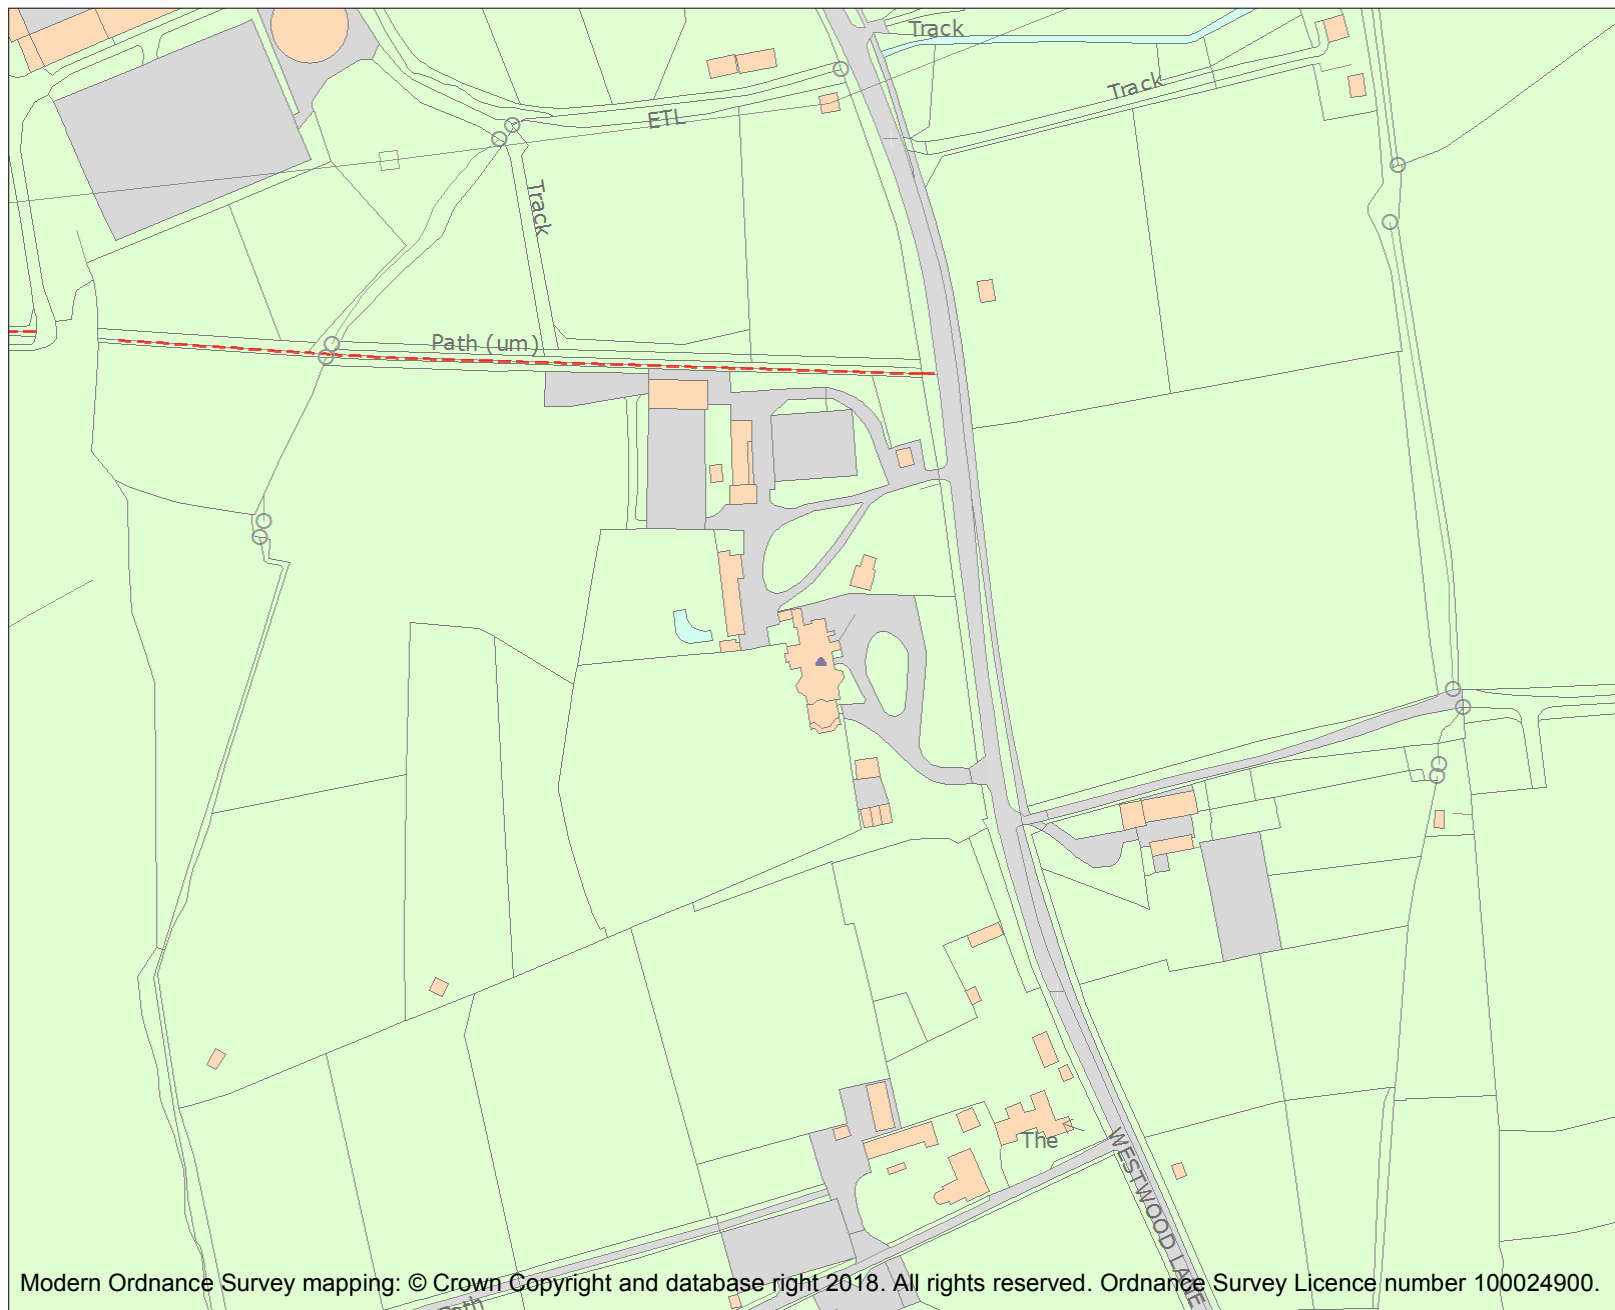 Track
Track
ETL
Track
Path (um)
The
WESTWOOD LANE
Path
Modern Ordnance Survey mapping: © Crown Copyright and database right 2018. All rights reserved. Ordnance Survey Licence number 100024900.